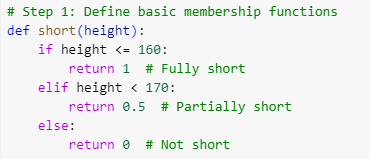 # Step 1: Define basic membership functions
def short(height):
    if height <= 160:
        return 1  # Fully short
    elif height < 170:
        return 0.5  # Partially short
    else:
        return 0  # Not short